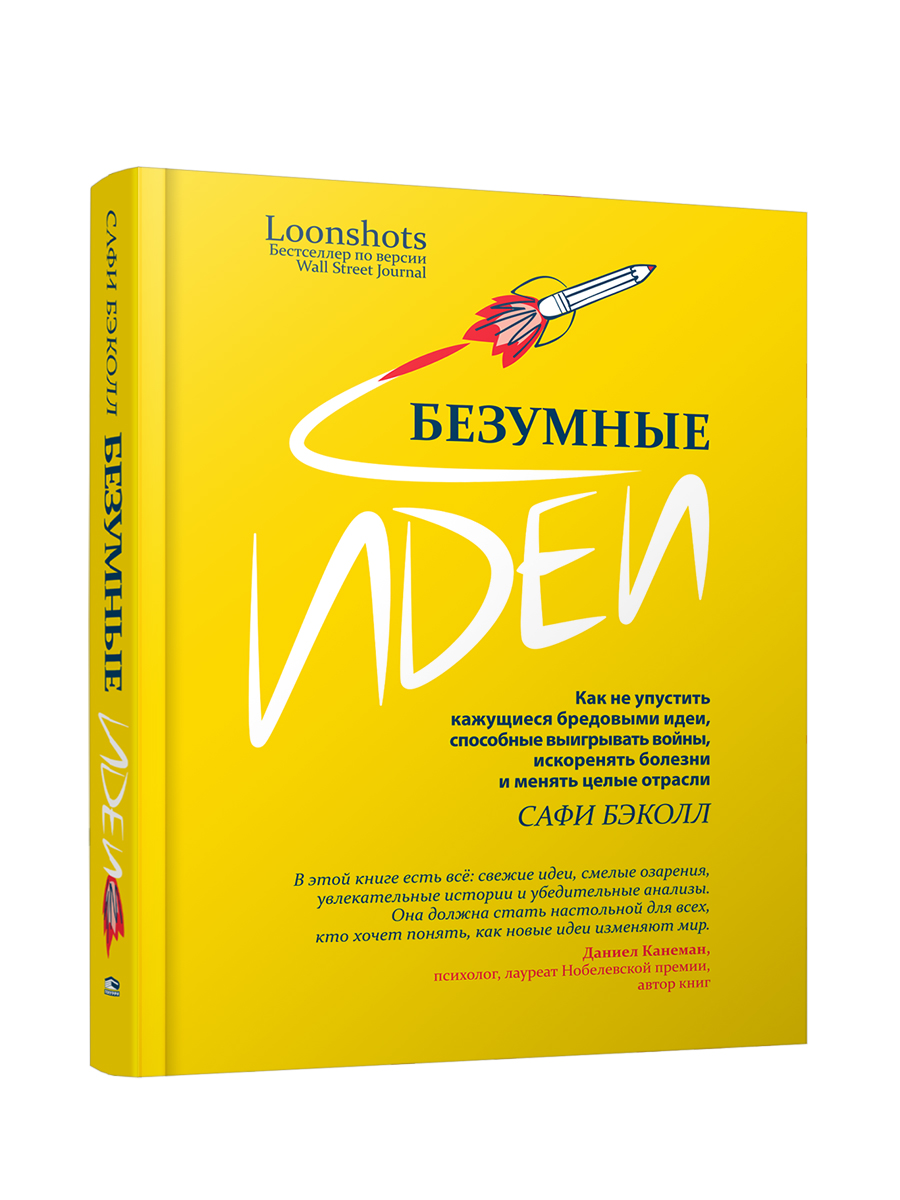 Loonshots
Бестселлер по версии
Wall Street Journal
БЕЗУМНЫЕ
ИДЕИ
Как не упустить
кажущиеся бредовыми идеи,
способные выигрывать войны,
искоренять болезни
и менять целые отрасли
САФИ БЭКОЛЛ
В этой книге есть всё: свежие идеи, смелые озарения,
увлекательные истории и убедительные анализы.
Она должна стать настольной для всех,
кто хочет понять, как новые идеи изменяют мир.
Даниел Канеман,
психолог, лауреат Нобелевской премии,
автор книг
САФИ БЭКОЛЛ БЕЗУМНЫЕ ИДЕИ